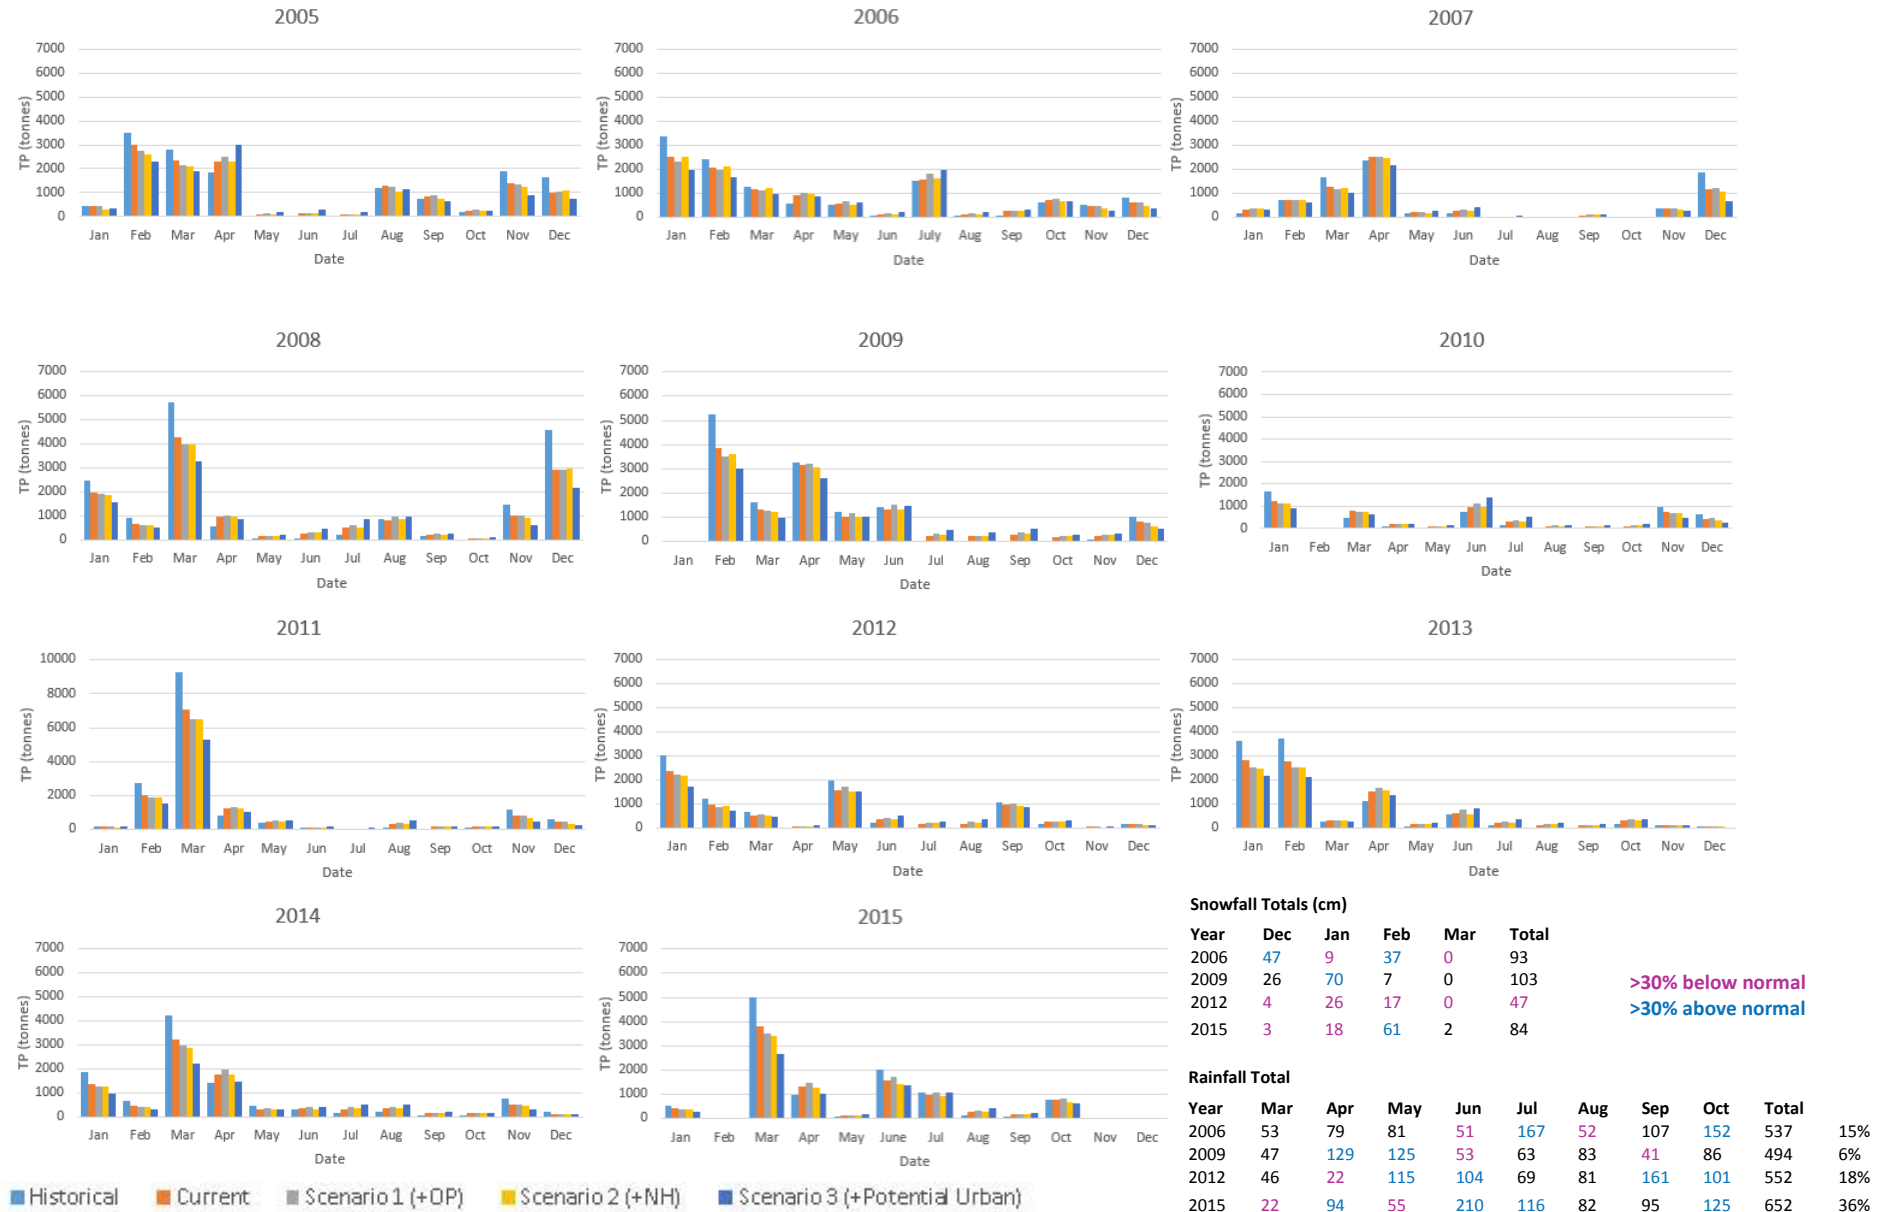 2005
7000
6000
5000
4000
3000
2000
1000
0
TP (tonnes)
Jan Feb Mar Apr May Jun Jul Aug Sep Oct Nov Dec
Date
2006
7000
6000
5000
4000
3000
2000
1000
0
TP (tonnes)
Jan Feb Mar Apr May Jun July Aug Sep Oct Nov Dec
Date
2007
7000
6000
5000
4000
3000
2000
1000
0
TP (tonnes)
Jan Feb Mar Apr May Jun Jul Aug Sep Oct Nov Dec
Date
2008
7000
6000
5000
4000
3000
2000
1000
0
TP (tonnes)
Jan Feb Mar Apr May Jun Jul Aug Sep Oct Nov Dec
Date
2009
7000
6000
5000
4000
3000
2000
1000
0
TP (tonnes)
Jan Feb Mar Apr May Jun Jul Aug Sep Oct Nov Dec
Date
2010
7000
6000
5000
4000
3000
2000
1000
0
TP (tonnes)
Jan Feb Mar Apr May Jun Jul Aug Sep Oct Nov Dec
Date
2011
10000
8000
6000
4000
2000
0
TP (tonnes)
Jan Feb Mar Apr May Jun Jul Aug Sep Oct Nov Dec
Date
2012
7000
6000
5000
4000
3000
2000
1000
0
TP (tonnes)
Jan Feb Mar Apr May Jun Jul Aug Sep Oct Nov Dec
Date
2013
7000
6000
5000
4000
3000
2000
1000
0
TP (tonnes)
Jan Feb Mar Apr May Jun Jul Aug Sep Oct Nov Dec
Date
2014
7000
6000
5000
4000
3000
2000
1000
0
TP (tonnes)
Jan Feb Mar Apr May Jun Jul Aug Sep Oct Nov Dec
Date
2015
7000
6000
5000
4000
3000
2000
1000
0
TP (tonnes)
Jan Feb Mar Apr May June Jul Aug Sep Oct Nov Dec
Date
Snowfall Totals (cm)
Year Dec Jan Feb Mar Total
2006 47 9 37 0 93
2009 26 70 7 0 103
2012 4 26 17 0 47
2015 3 18 61 2 84
>30% below normal
>30% above normal
Rainfall Total
Year Mar Apr May Jun Jul Aug Sep Oct Total
2006 53 79 81 51 167 52 107 152 537 15%
2009 47 129 125 53 63 83 41 86 494 6%
2012 46 22 115 104 69 81 161 101 552 18%
2015 22 94 55 210 116 82 95 125 652 36%
Historical Current Scenario 1 (+OP) Scenario 2 (+NH) Scenario 3 (+Potential Urban)